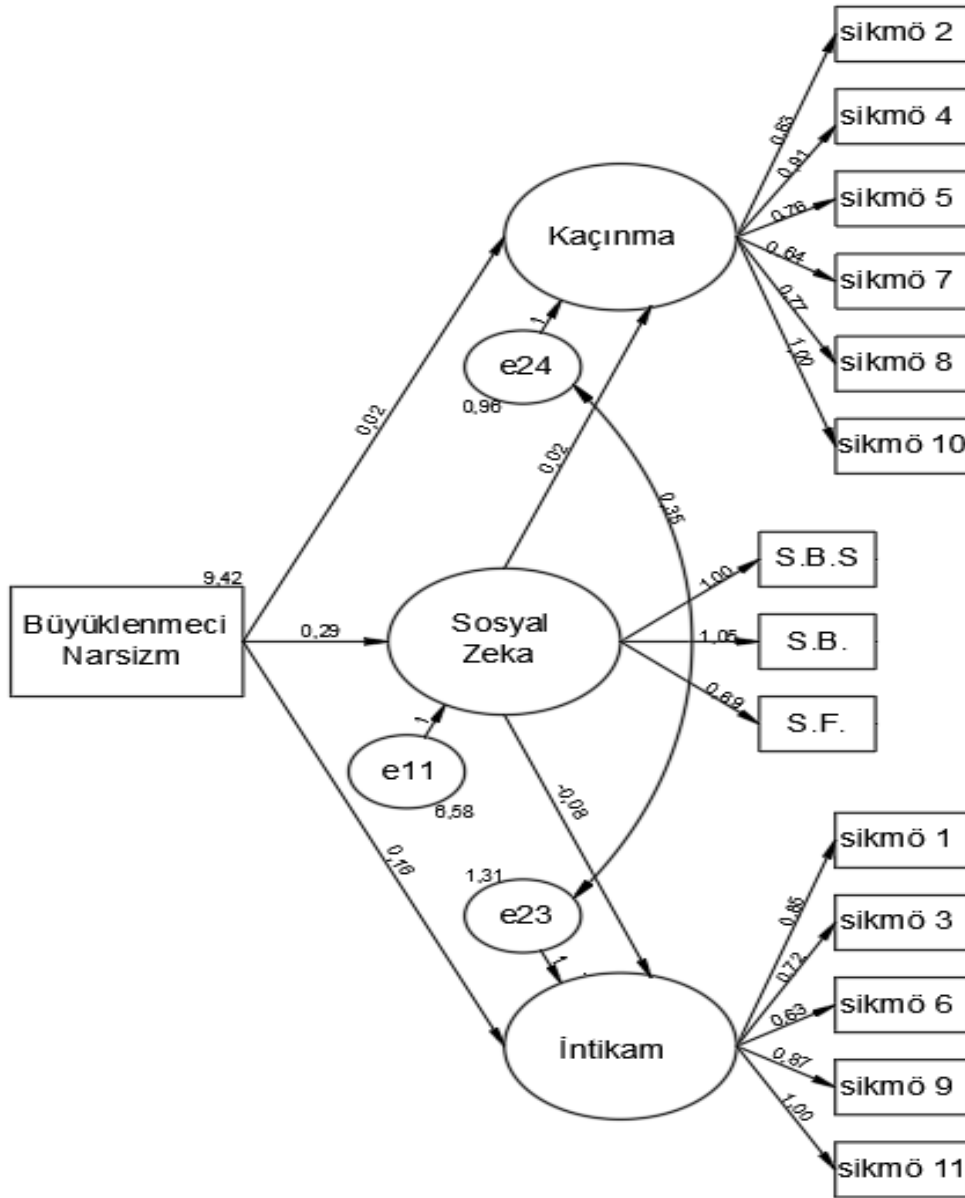 sikmö 2
sikmö 4
sikmö 5
sikmö 7
sikmö 8
sikmö 10
0,63
0,91
0,76
0,64
0,77
1,00
Kaçınma
1
e24
0,96
0,02
0,02
0,35
S.B.S
S.B.
S.F.
1,00
1,05
0,69
9,42
Büyüklenmeci
Narsizm
0,29
Sosyal
Zeka
1
e11
6,58
-0,08
0,16
1,31
e23
1
İntikam
sikmö 1
sikmö 3
sikmö 6
sikmö 9
sikmö 11
0,85
0,72
0,63
0,87
1,00